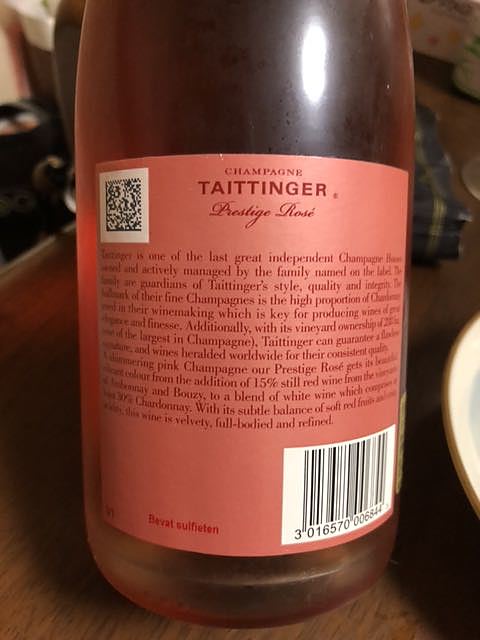 CHAMPAGNE
TAITTINGER
Prestige Rosé
Taittinger is one of the last great independent Champagne Houses
owned and actively managed by the family named on the label. The
family are guardians of Taittinger's style, quality and integrity. The
hallmark of their fine Champagnes is the high proportion of Chardonnay
used in their winemaking which is key for producing wines of great
elegance and finesse. Additionally, with its vineyard ownership of
(one of the largest in Champagne), Taittinger can guarantee a flawless
signature, and wines heralded worldwide for their consistent quality.
A shimmering pink Champagne our Prestige Rosé gets its beautiful
vibrant colour from the addition of 15% still red wine from the vineyards
of Ambonnay and Bouzy, to a blend of white wine which comprises at
least 30% Chardonnay. With its subtle balance of soft red fruits and
this wine is velvety, full-bodied and refined.
Bevat sulfieten
3 016570 006844